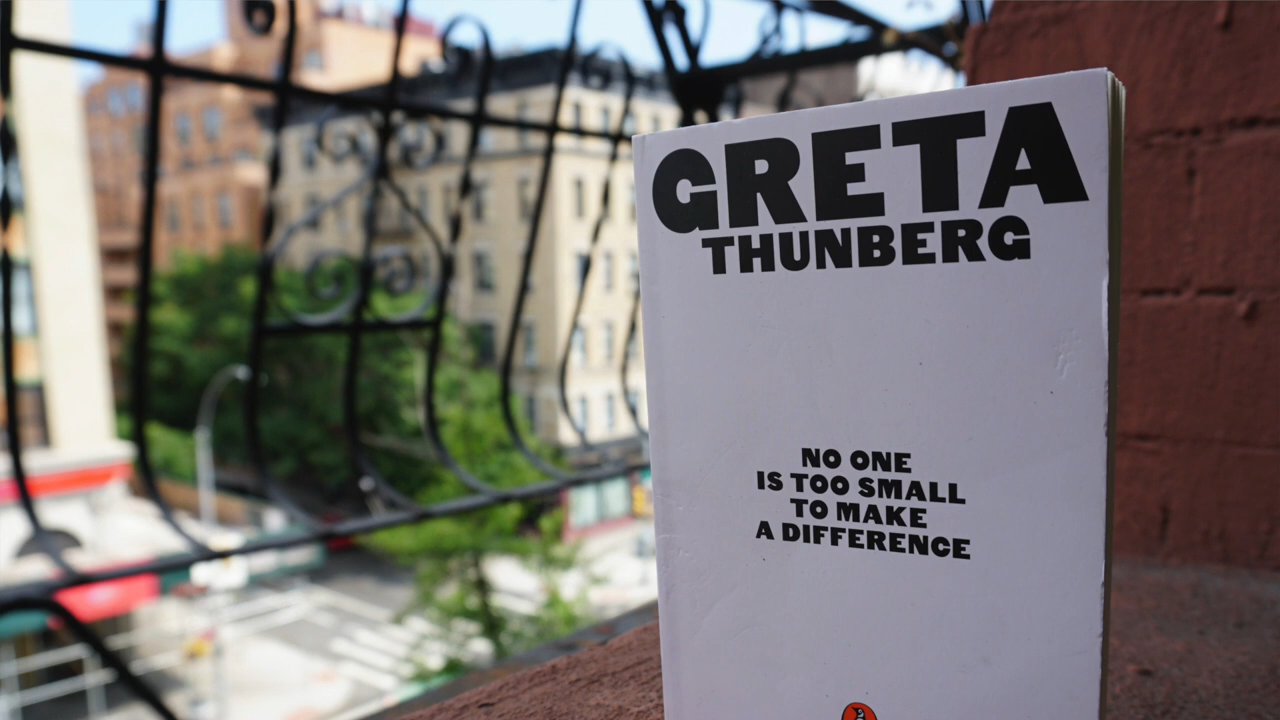 GRETA
THUNBERG
NO ONE
IS TOO SMALL
TO MAKE
A DIFFERENCE